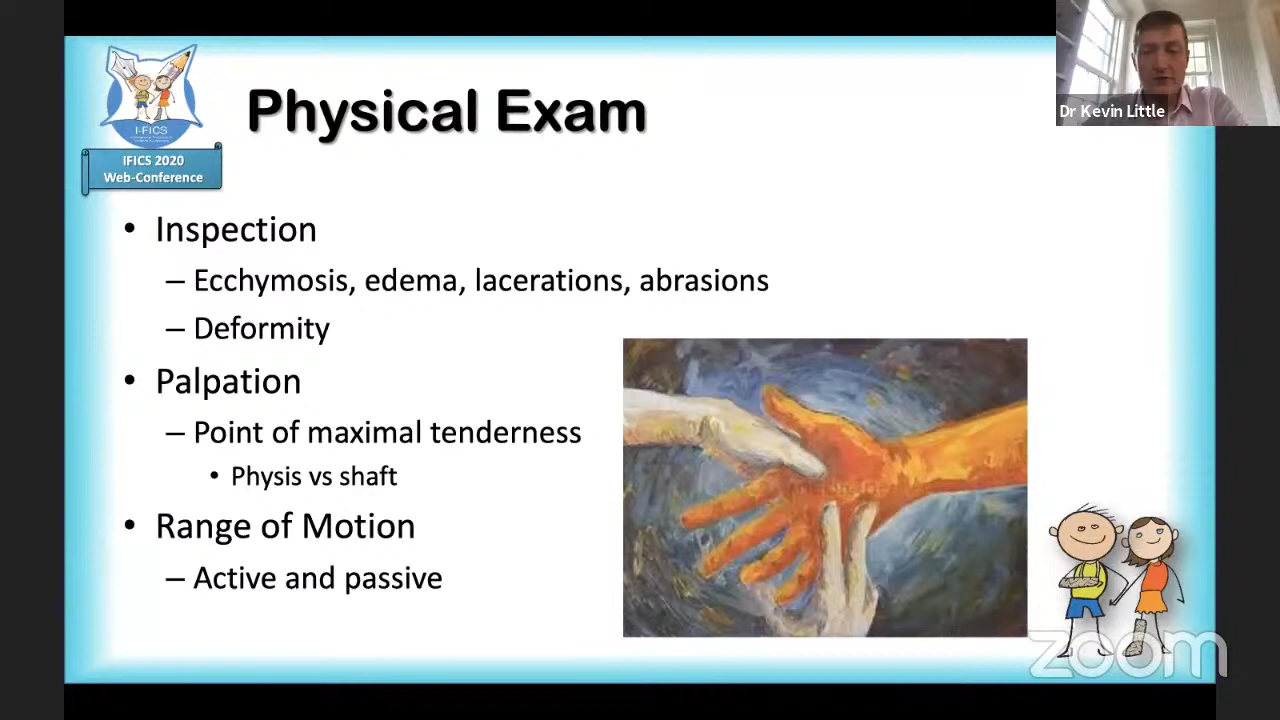 Physical Exam
Dr Kevin Little
I-FICS
IFICS 2020
Web-Conference
• Inspection
– Ecchymosis, edema, lacerations, abrasions
– Deformity
• Palpation
– Point of maximal tenderness
• Physis vs shaft
• Range of Motion
– Active and passive
zoom